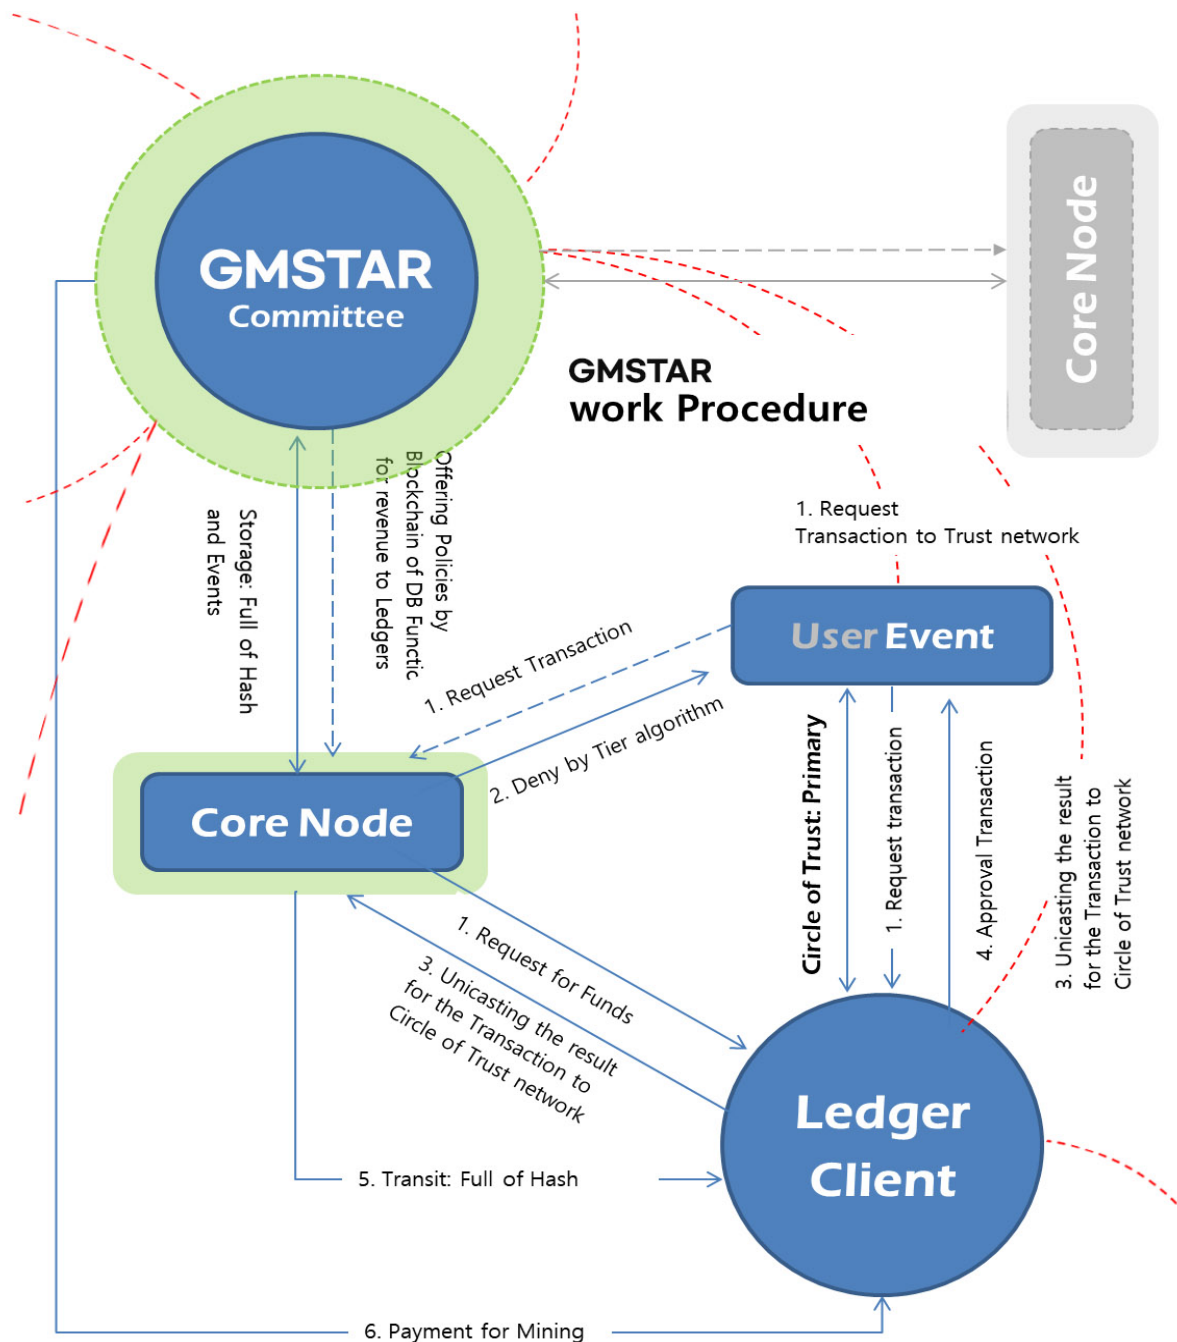 GMSTAR
Committee
Core Node
GMSTAR
work Procedure
Offering Policies by
Blockchain of DB Functic
for revenue to Ledgers
Storage: Full of Hash
and Events
1. Request
Transaction to Trust network
User Event
1. Request Transaction
2. Deny by Tier algorithm
Core Node
Circle of Trust: Primary
1. Request transaction
4. Approval Transaction
3. Unicasting the result
for the Transaction to
Circle of Trust network
1. Request for Funds
3. Unicasting the result
for the Transaction to
Circle of Trust network
Ledger
Client
5. Transit: Full of Hash
6. Payment for Mining